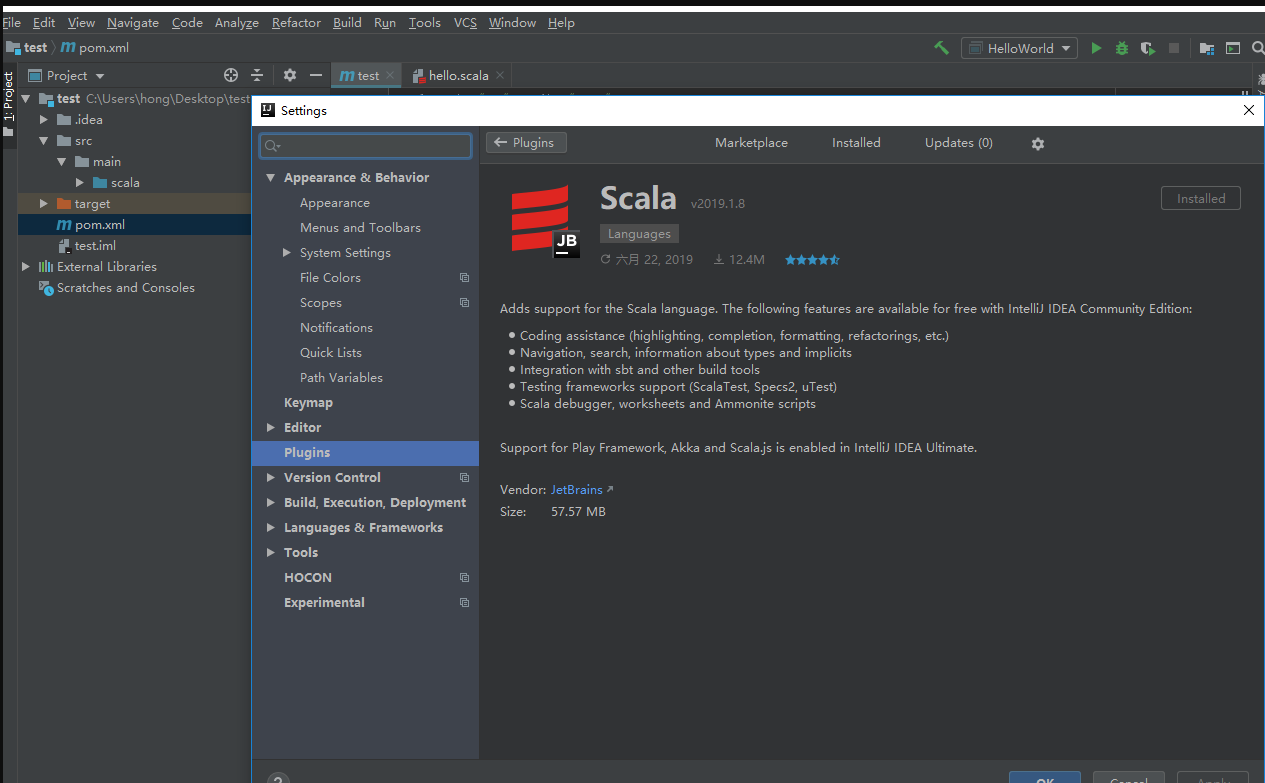 File Edit View Navigate Code Analyze Refactor Build Run Tools VCS Window Help
test m pom.xml HelloWorld
1: Project
Project m test hello.scala
test C:\Users\hong\Desktop\test
.idea
src
main
scala
target
m pom.xml
test.iml
External Libraries
Scratches and Consoles
IJ Settings
Appearance & Behavior
Appearance
Menus and Toolbars
System Settings
File Colors
Scopes
Notifications
Quick Lists
Path Variables
Keymap
Editor
Plugins
Version Control
Build, Execution, Deployment
Languages & Frameworks
Tools
HOCON
Experimental
Plugins Marketplace Installed Updates (0)
JB
Scala v2019.1.8 Installed
Languages
六月 22, 2019 12.4M
Adds support for the Scala language. The following features are available for free with IntelliJ IDEA Community Edition:
Coding assistance (highlighting, completion, formatting, refactorings, etc.)
Navigation, search, information about types and implicits
Integration with sbt and other build tools
Testing frameworks support (ScalaTest, Specs2, uTest)
Scala debugger, worksheets and Ammonite scripts
Support for Play Framework, Akka and Scala.js is enabled in IntelliJ IDEA Ultimate.
Vendor: JetBrains
Size: 57.57 MB
? OK Cancel Apply